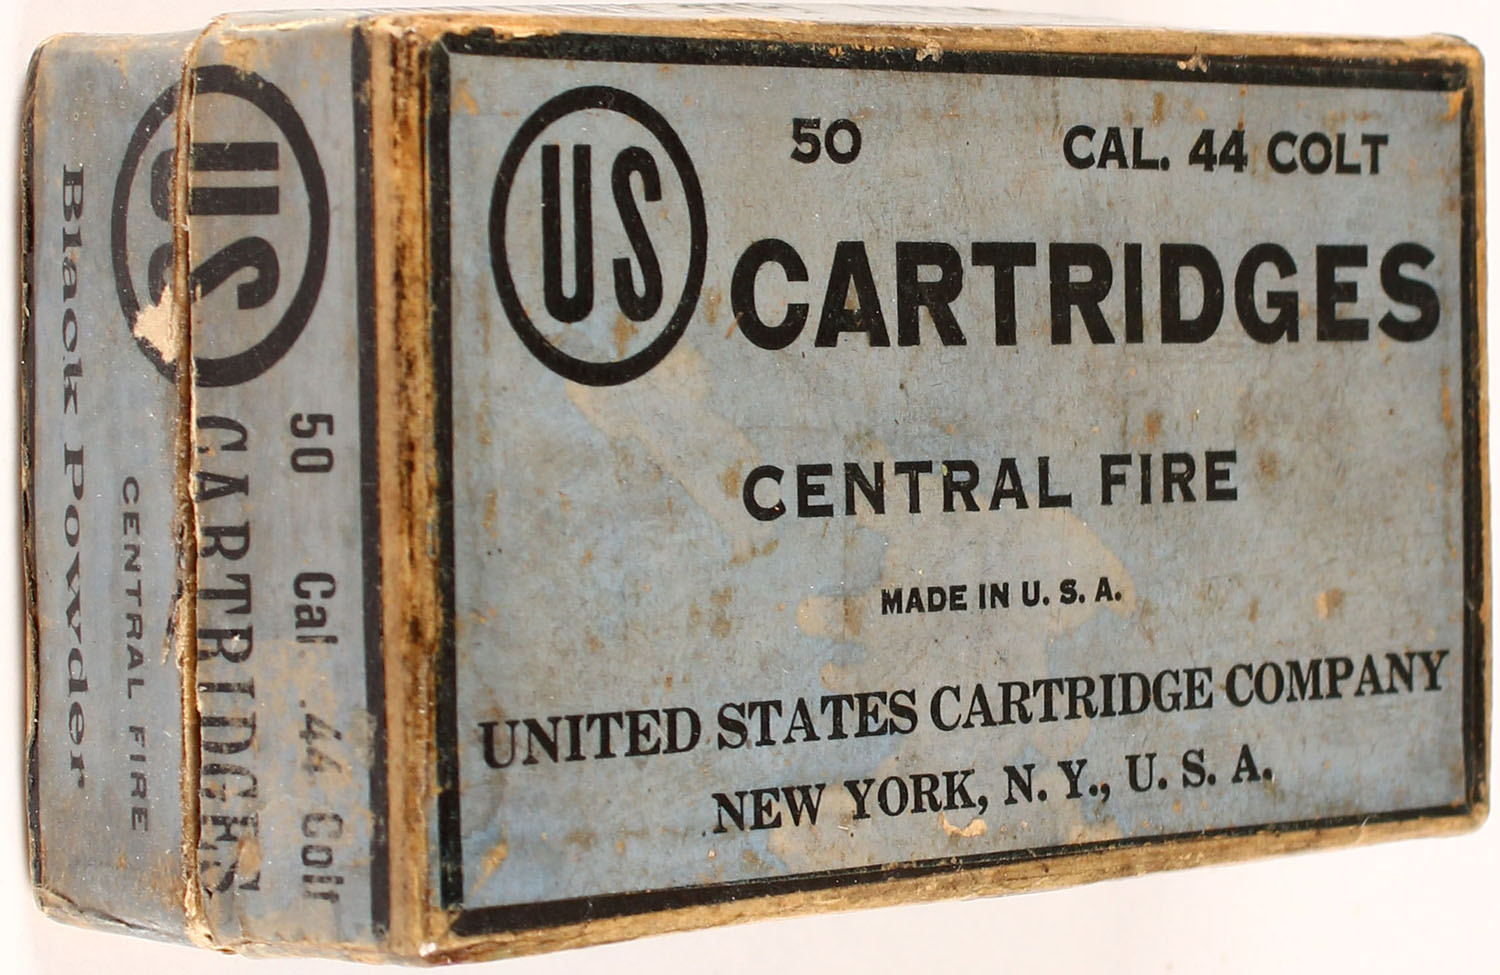 US
50 CAL. 44 COLT
CARTRIDGES
CENTRAL FIRE
MADE IN U. S. A.
UNITED STATES CARTRIDGE COMPANY
NEW YORK, N. Y., U. S. A.
50 Cal .44 Colt
US CARTRIDGES
CENTRAL FIRE
Black Powder